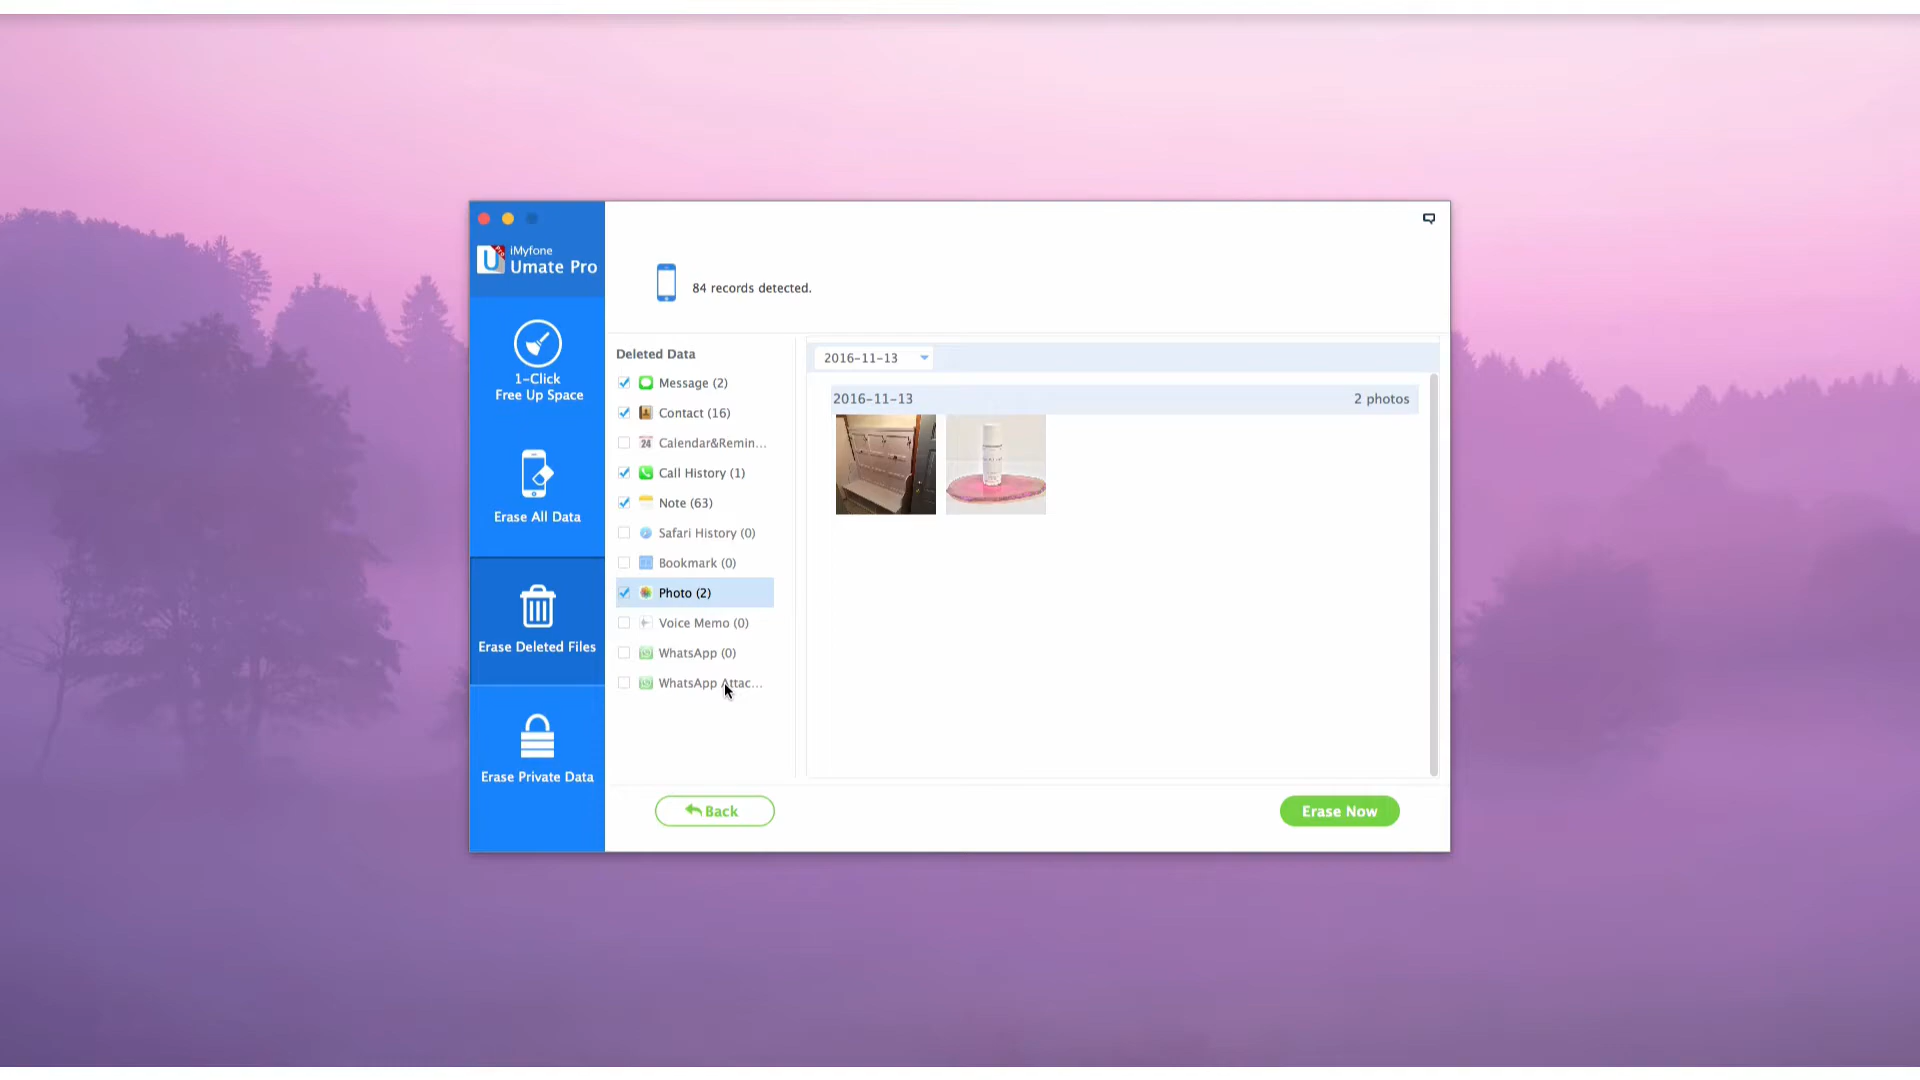 iMyfone
Umate Pro
84 records detected.
1-Click
Free Up Space
Erase All Data
Erase Deleted Files
Erase Private Data
Deleted Data
Message (2)
Contact (16)
24 Calendar&Remin...
Call History (1)
Note (63)
Safari History (0)
Bookmark (0)
Photo (2)
Voice Memo (0)
WhatsApp (0)
WhatsApp Attac...
2016-11-13
2016-11-13 2 photos
Back
Erase Now